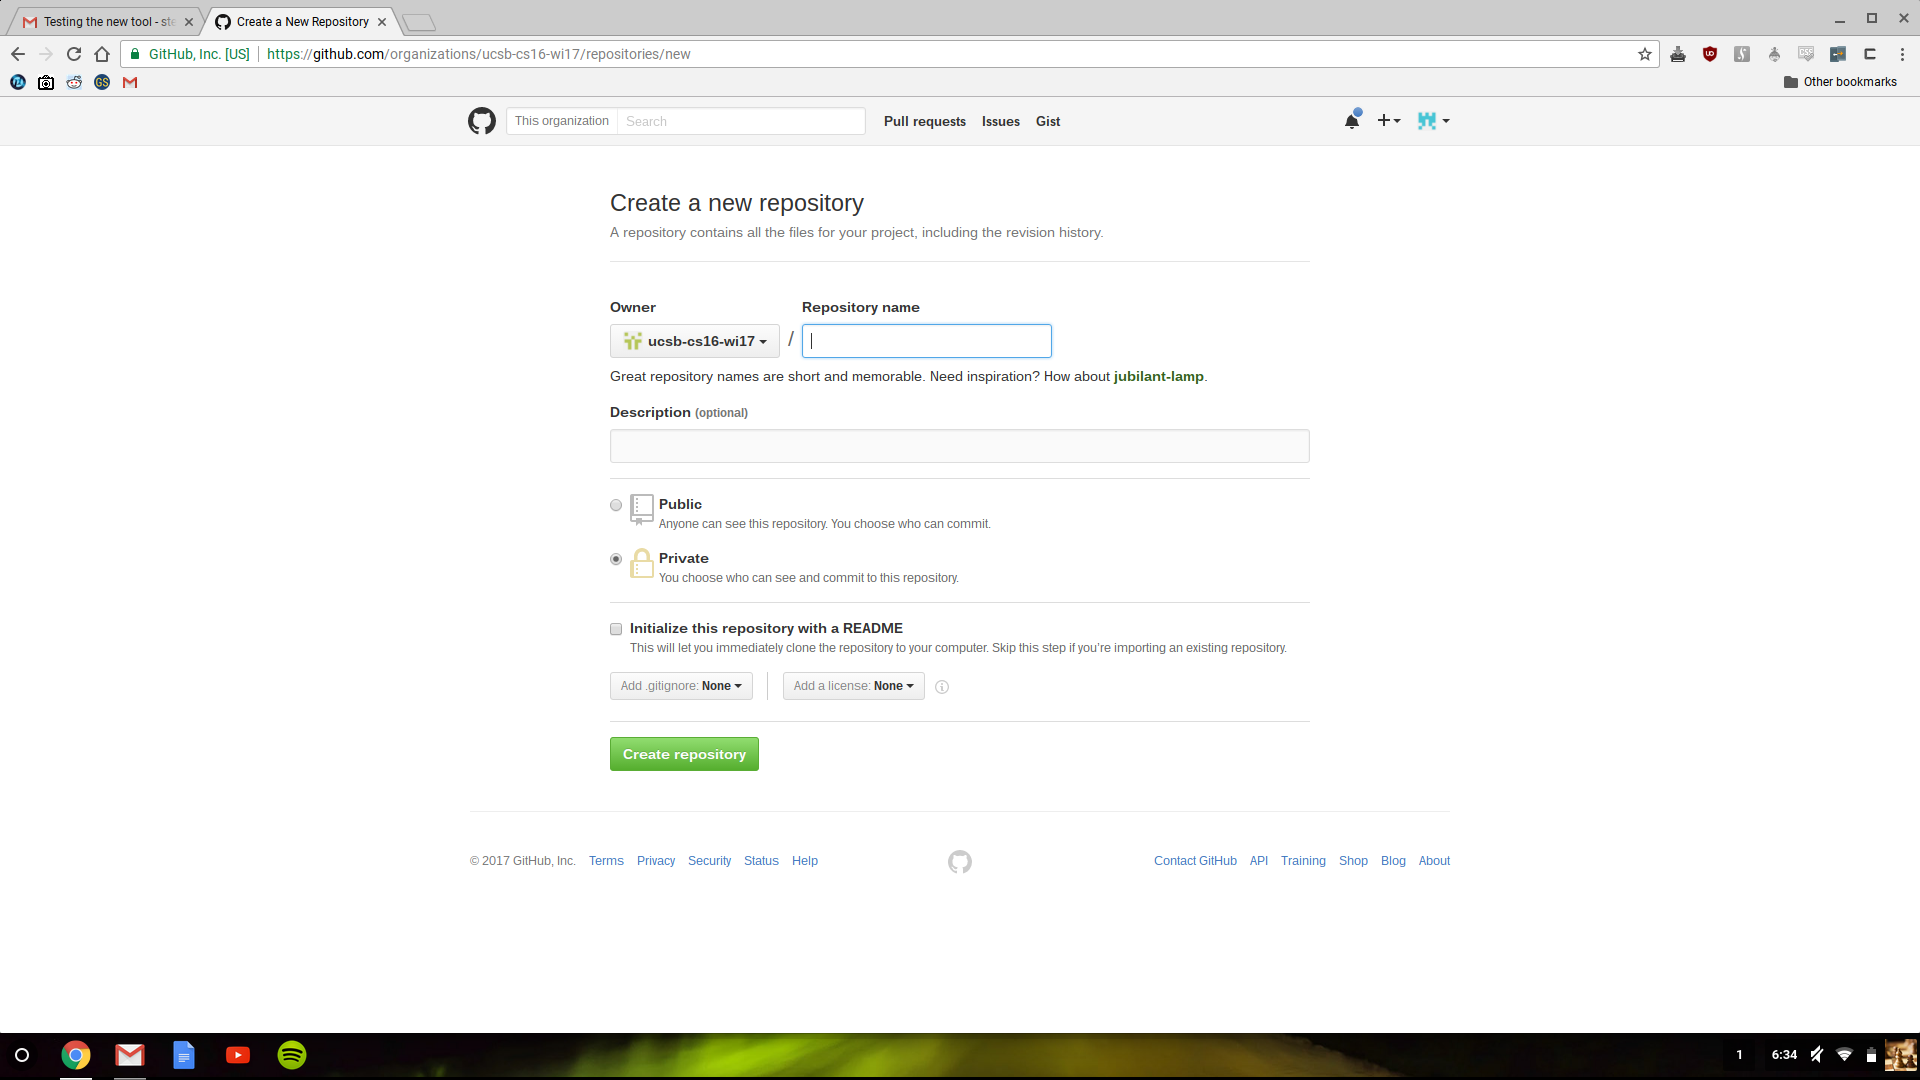 Testing the new tool - ste
Create a New Repository
GitHub, Inc. [US]
https://github.com/organizations/ucsb-cs16-wi17/repositories/new
GS
Other bookmarks
This organization
Search
Pull requests
Issues
Gist
Create a new repository
A repository contains all the files for your project, including the revision history.
Owner
Repository name
ucsb-cs16-wi17
/
Great repository names are short and memorable. Need inspiration? How about jubilant-lamp.
Description (optional)
Public
Anyone can see this repository. You choose who can commit.
Private
You choose who can see and commit to this repository.
Initialize this repository with a README
This will let you immediately clone the repository to your computer. Skip this step if you’re importing an existing repository.
Add .gitignore: None
Add a license: None
Create repository
© 2017 GitHub, Inc.
Terms
Privacy
Security
Status
Help
Contact GitHub
API
Training
Shop
Blog
About
1
6:34